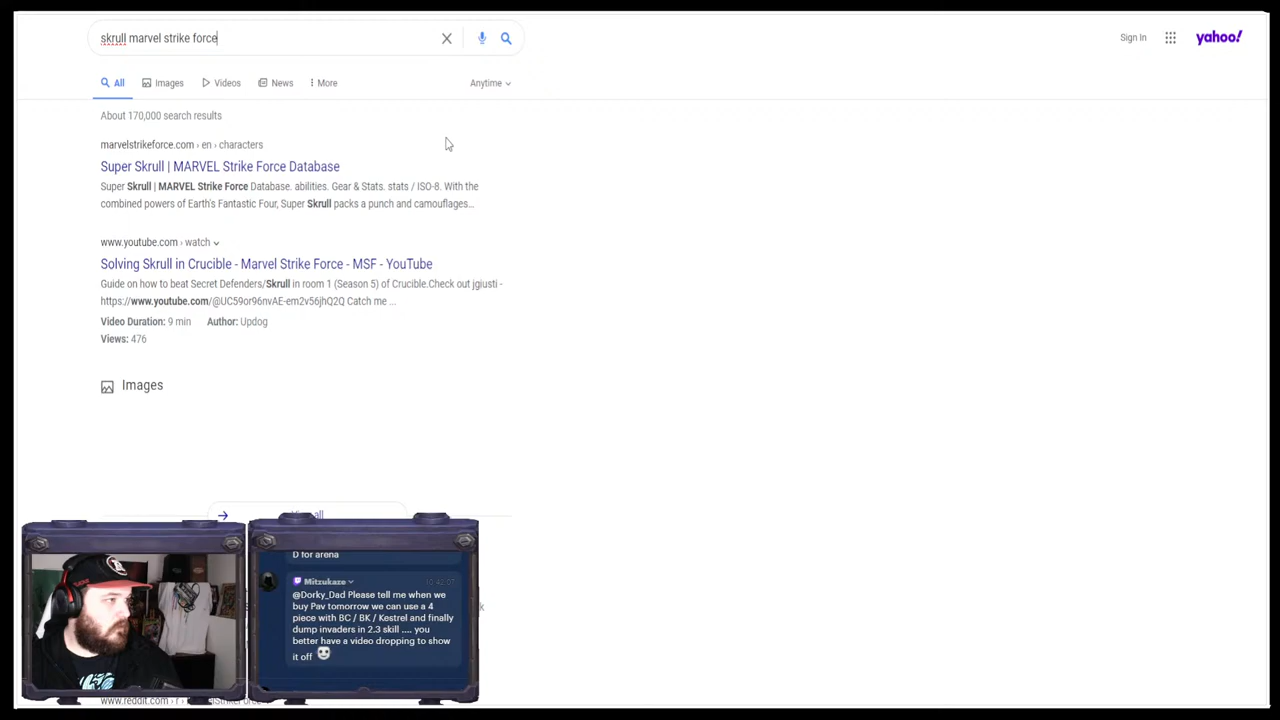 skrull marvel strike force
Sign In
yahoo!
All
Images
Videos
News
More
Anytime
About 170,000 search results
marvelstrikeforce.com › en › characters
Super Skrull | MARVEL Strike Force Database
Super Skrull | MARVEL Strike Force Database. abilities. Gear & Stats. stats / ISO-8. With the
combined powers of Earth's Fantastic Four, Super Skrull packs a punch and camouflages...
www.youtube.com › watch
Solving Skrull in Crucible - Marvel Strike Force - MSF - YouTube
Guide on how to beat Secret Defenders/Skrull in room 1 (Season 5) of Crucible.Check out jgiusti -
https://www.youtube.com/@UC59or96nvAE-em2v56jhQ2Q Catch me ...
Video Duration: 9 min Author: Updog
Views: 476
Images
D for arena
Mitzukaze
10:42:07
@Dorky_Dad Please tell me when we
buy Pav tomorrow we can use a 4
piece with BC / BK / Kestrel and finally
dump invaders in 2.3 skill .... you
better have a video dropping to show
it off